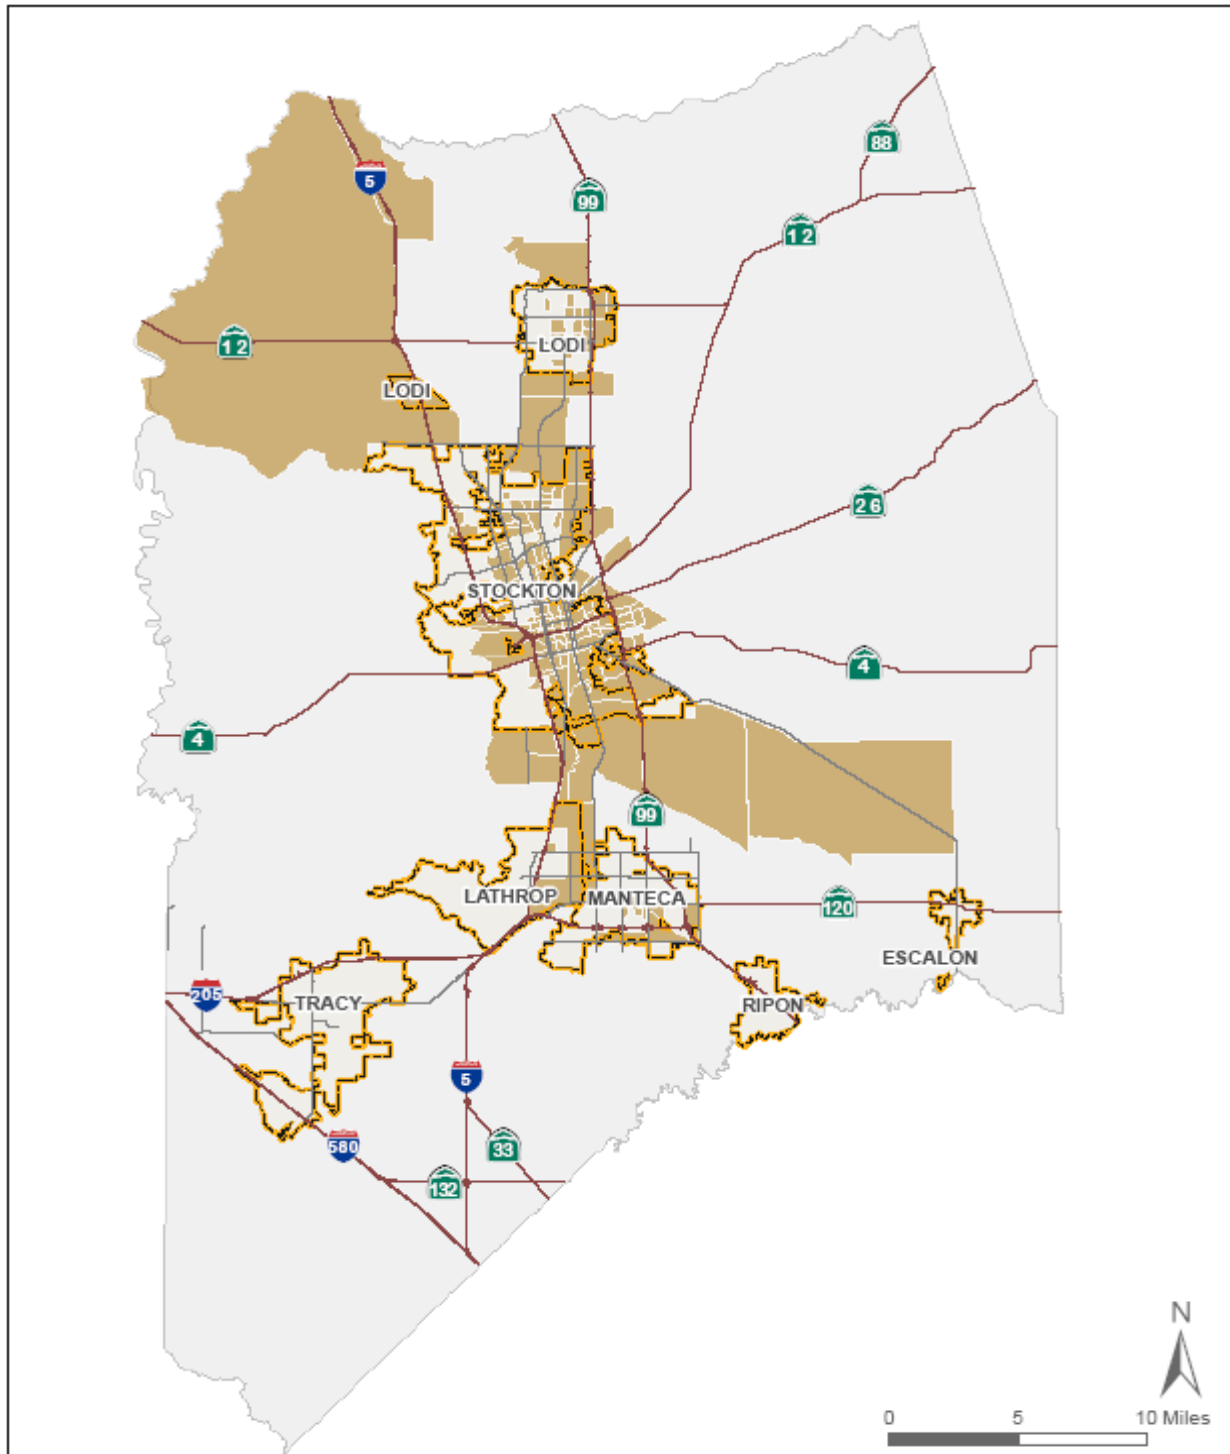 88
5
99
12
12
LODI
LODI
26
STOCKTON
4
4
99
LATHROP
MANTECA
120
ESCALON
205
TRACY
RIPON
5
580
33
132
N
0 5 10 Miles